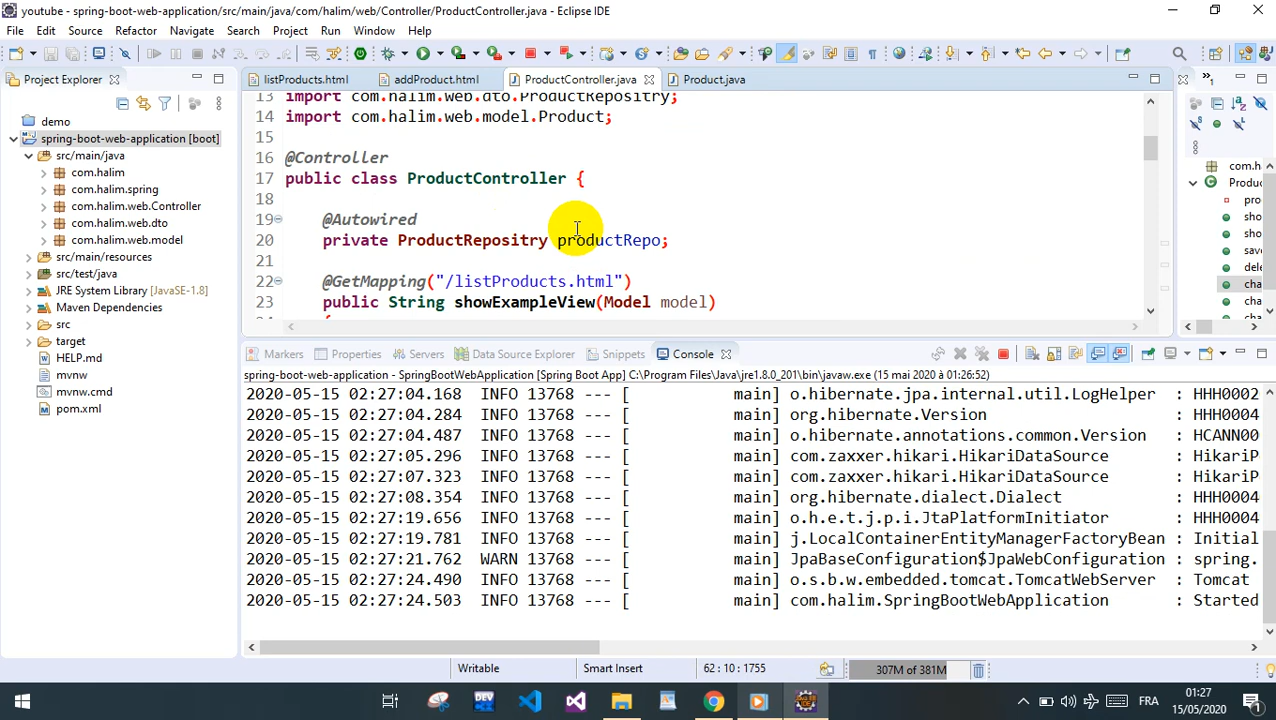 youtube - spring-boot-web-application/src/main/java/com/halim/web/Controller/ProductController.java - Eclipse IDE
File Edit Source Refactor Navigate Search Project Run Window Help
Project Explorer
listProducts.html addProduct.html ProductController.java Product.java
demo
spring-boot-web-application [boot]
src/main/java
com.halim
com.halim.spring
com.halim.web.Controller
com.halim.web.dto
com.halim.web.model
src/main/resources
src/test/java
JRE System Library [JavaSE-1.8]
Maven Dependencies
src
target
HELP.md
mvnw
mvnw.cmd
pom.xml
13 import com.halim.web.dto.ProductRepositry;
14 import com.halim.web.model.Product;
15
16 @Controller
17 public class ProductController {
18
19 @Autowired
20 private ProductRepositry productRepo;
21
22 @GetMapping("/listProducts.html")
23 public String showExampleView(Model model)
24 {
com.h
Produ
pro
sho
sho
sav
dele
cha
cha
cha
Markers Properties Servers Data Source Explorer Snippets Console
spring-boot-web-application - SpringBootWebApplication [Spring Boot App] C:\Program Files\Java\jre1.8.0_201\bin\javaw.exe (15 mai 2020 à 01:26:52)
2020-05-15 02:27:04.168 INFO 13768 --- [ main] o.hibernate.jpa.internal.util.LogHelper : HHH0002
2020-05-15 02:27:04.284 INFO 13768 --- [ main] org.hibernate.Version : HHH0004
2020-05-15 02:27:04.487 INFO 13768 --- [ main] o.hibernate.annotations.common.Version : HCANN00
2020-05-15 02:27:05.296 INFO 13768 --- [ main] com.zaxxer.hikari.HikariDataSource : HikariP
2020-05-15 02:27:07.323 INFO 13768 --- [ main] com.zaxxer.hikari.HikariDataSource : HikariP
2020-05-15 02:27:08.354 INFO 13768 --- [ main] org.hibernate.dialect.Dialect : HHH0004
2020-05-15 02:27:19.656 INFO 13768 --- [ main] o.h.e.t.j.p.i.JtaPlatformInitiator : HHH0004
2020-05-15 02:27:19.781 INFO 13768 --- [ main] j.LocalContainerEntityManagerFactoryBean : Initial
2020-05-15 02:27:21.762 WARN 13768 --- [ main] JpaBaseConfiguration$JpaWebConfiguration : spring.
2020-05-15 02:27:24.490 INFO 13768 --- [ main] o.s.b.w.embedded.tomcat.TomcatWebServer : Tomcat
2020-05-15 02:27:24.503 INFO 13768 --- [ main] com.halim.SpringBootWebApplication : Started
Writable Smart Insert 62 : 10 : 1755 307M of 381M
FRA
01:27
15/05/2020